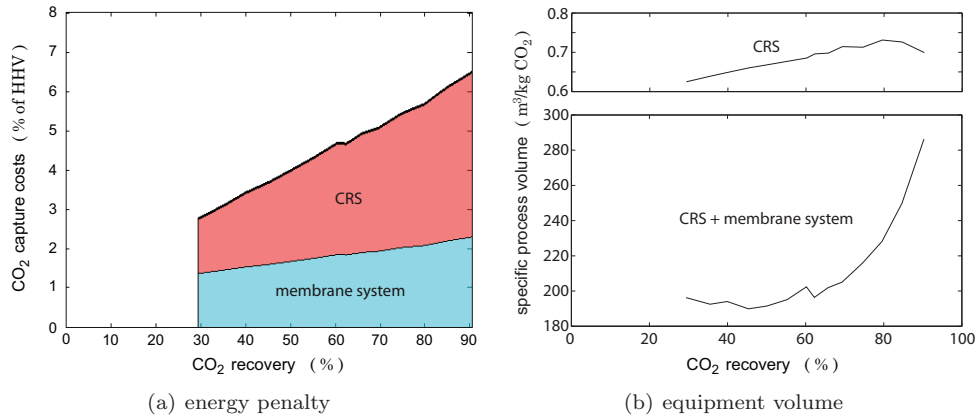 8
7
6
5
4
3
2
1
0
CO2 capture costs (% of HHV)
CRS
membrane system
0 10 20 30 40 50 60 70 80 90
CO2 recovery (%)
(a) energy penalty
0.8
0.7
0.6
CRS
specific process volume (m³/kg CO2)
300
280
260
240
220
200
180
CRS + membrane system
0 20 40 60 80 100
CO2 recovery (%)
(b) equipment volume